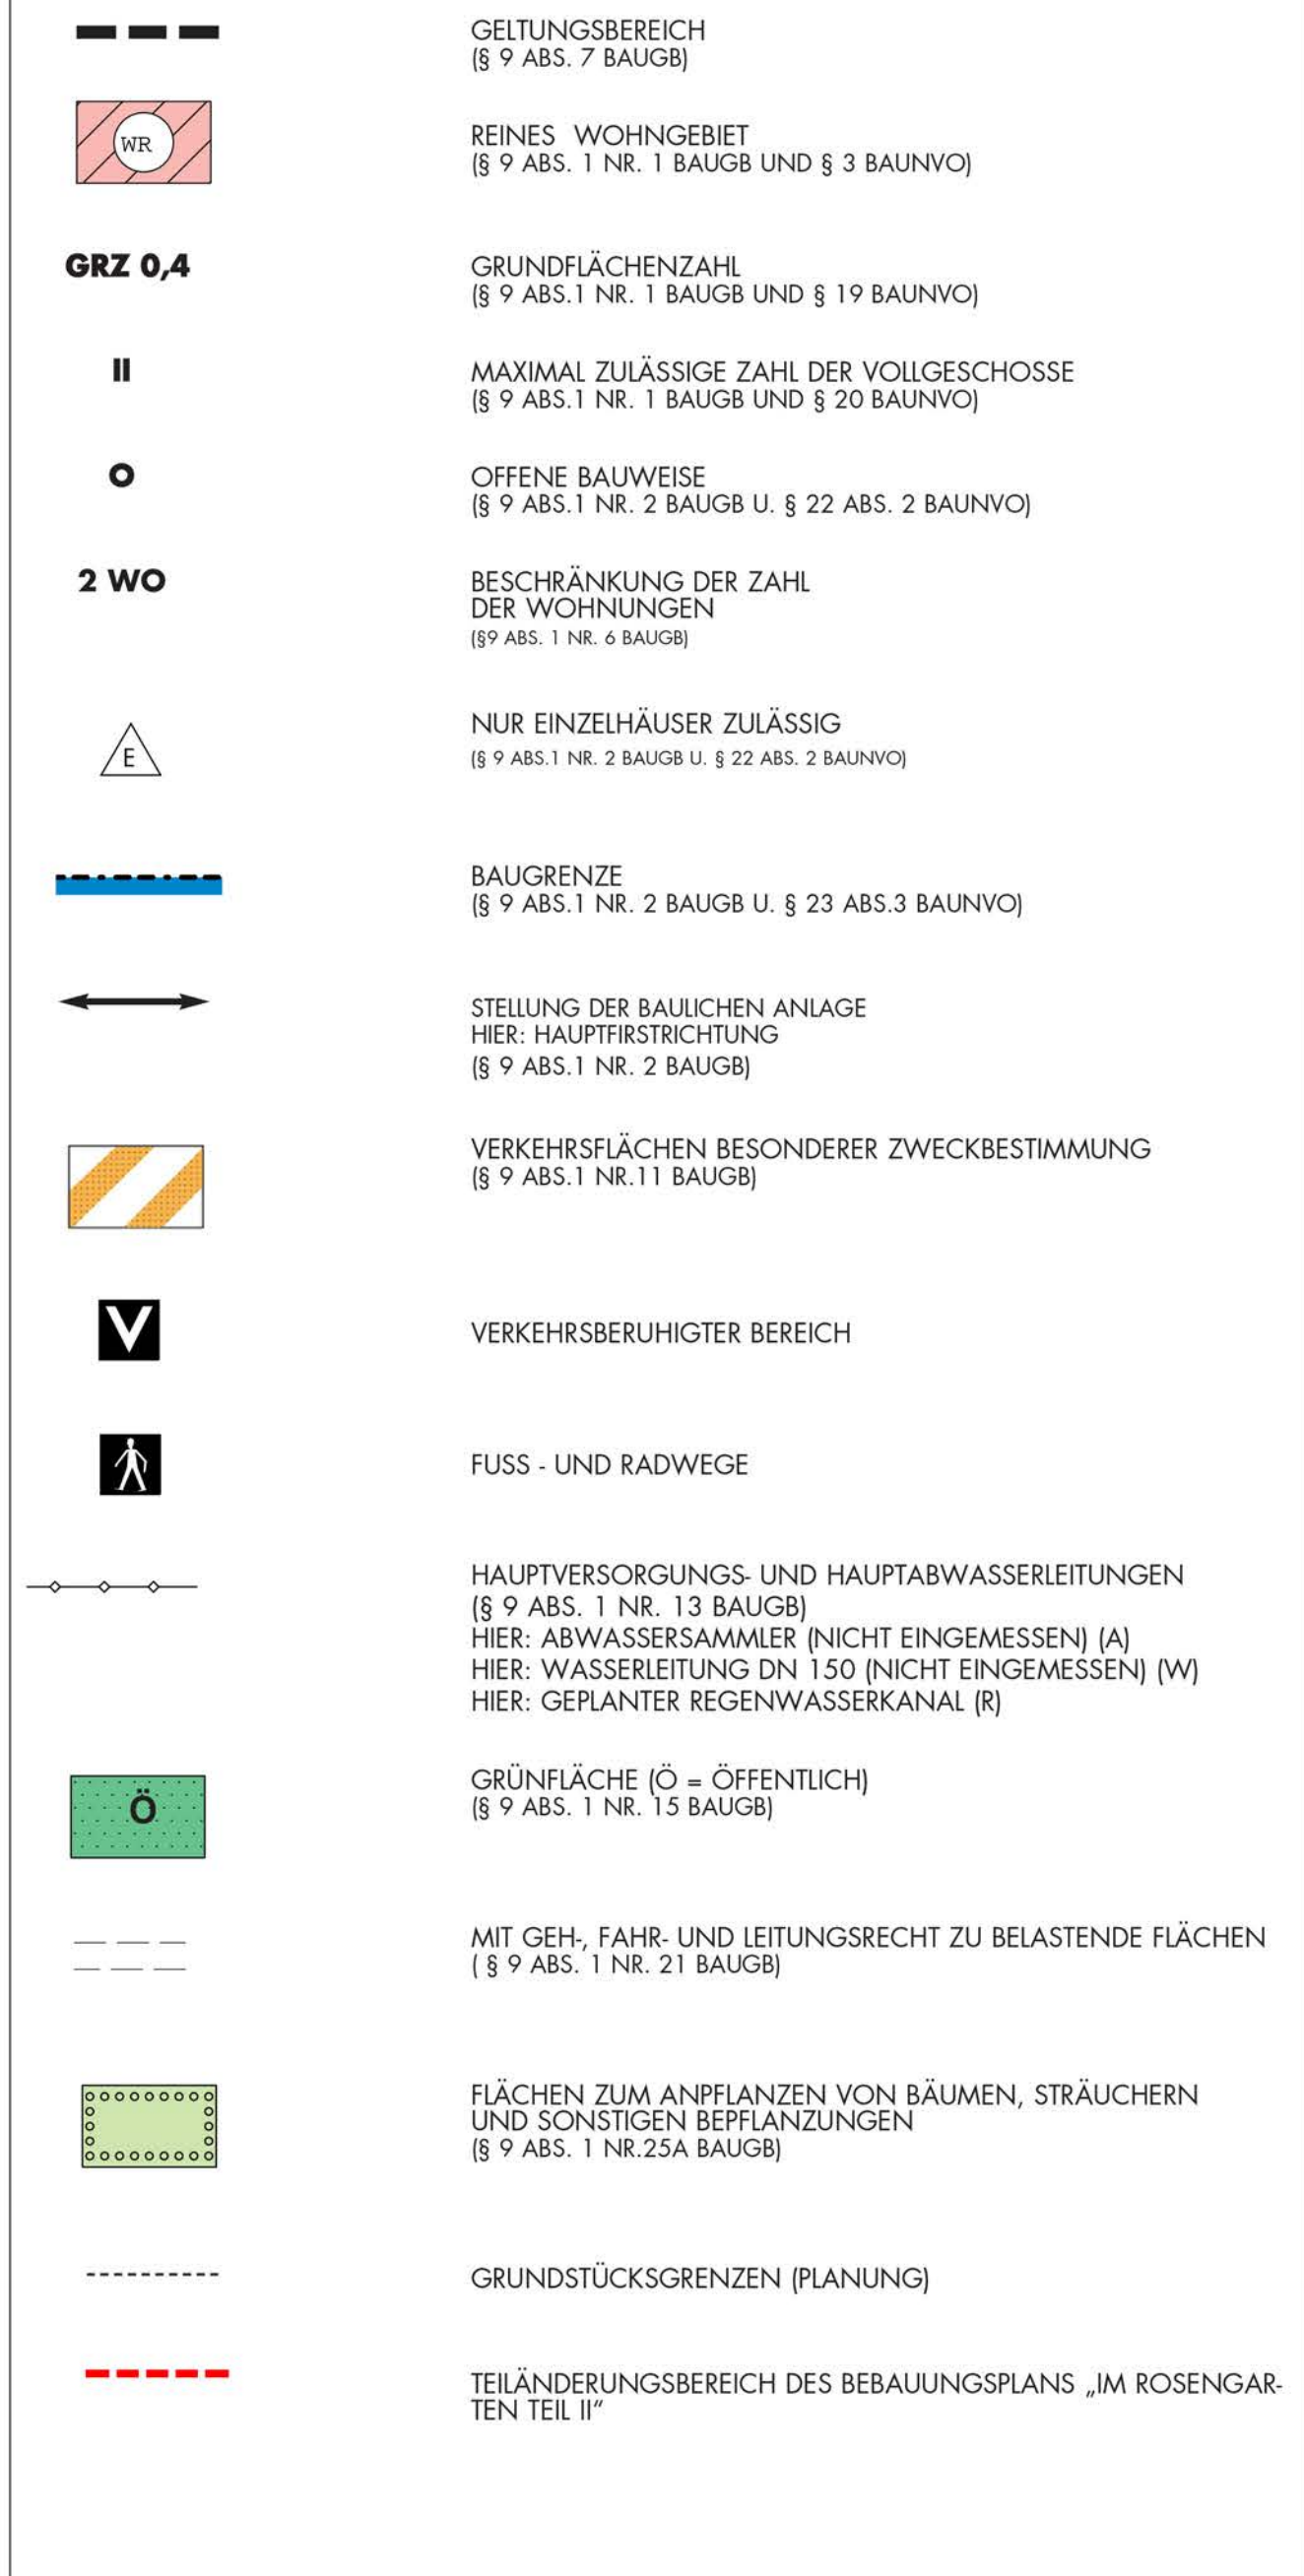 GELTUNGSBEREICH
(§ 9 ABS. 7 BAUGB)
WR
REINES WOHNGEBIET
(§ 9 ABS. 1 NR. 1 BAUGB UND § 3 BAUNVO)
GRZ 0,4
GRUNDFLÄCHENZAHL
(§ 9 ABS.1 NR. 1 BAUGB UND § 19 BAUNVO)
II
MAXIMAL ZULÄSSIGE ZAHL DER VOLLGESCHOSSE
(§ 9 ABS.1 NR. 1 BAUGB UND § 20 BAUNVO)
O
OFFENE BAUWEISE
(§ 9 ABS.1 NR. 2 BAUGB U. § 22 ABS. 2 BAUNVO)
2 WO
BESCHRÄNKUNG DER ZAHL
DER WOHNUNGEN
(§9 ABS. 1 NR. 6 BAUGB)
E
NUR EINZELHÄUSER ZULÄSSIG
(§ 9 ABS.1 NR. 2 BAUGB U. § 22 ABS. 2 BAUNVO)
BAUGRENZE
(§ 9 ABS.1 NR. 2 BAUGB U. § 23 ABS.3 BAUNVO)
STELLUNG DER BAULICHEN ANLAGE
HIER: HAUPTFIRSTRICHTUNG
(§ 9 ABS.1 NR. 2 BAUGB)
VERKEHRSFLÄCHEN BESONDERER ZWECKBESTIMMUNG
(§ 9 ABS.1 NR.11 BAUGB)
V
VERKEHRSBERUHIGTER BEREICH
FUSS - UND RADWEGE
HAUPTVERSORGUNGS- UND HAUPTABWASSERLEITUNGEN
(§ 9 ABS. 1 NR. 13 BAUGB)
HIER: ABWASSERSAMMLER (NICHT EINGEMESSEN) (A)
HIER: WASSERLEITUNG DN 150 (NICHT EINGEMESSEN) (W)
HIER: GEPLANTER REGENWASSERKANAL (R)
Ö
GRÜNFLÄCHE (Ö = ÖFFENTLICH)
(§ 9 ABS. 1 NR. 15 BAUGB)
MIT GEH-, FAHR- UND LEITUNGSRECHT ZU BELASTENDE FLÄCHEN
( § 9 ABS. 1 NR. 21 BAUGB)
FLÄCHEN ZUM ANPFLANZEN VON BÄUMEN, STRÄUCHERN
UND SONSTIGEN BEPFLANZUNGEN
(§ 9 ABS. 1 NR.25A BAUGB)
GRUNDSTÜCKSGRENZEN (PLANUNG)
TEILÄNDERUNGSBEREICH DES BEBAUUNGSPLANS „IM ROSENGAR-
TEN TEIL II“